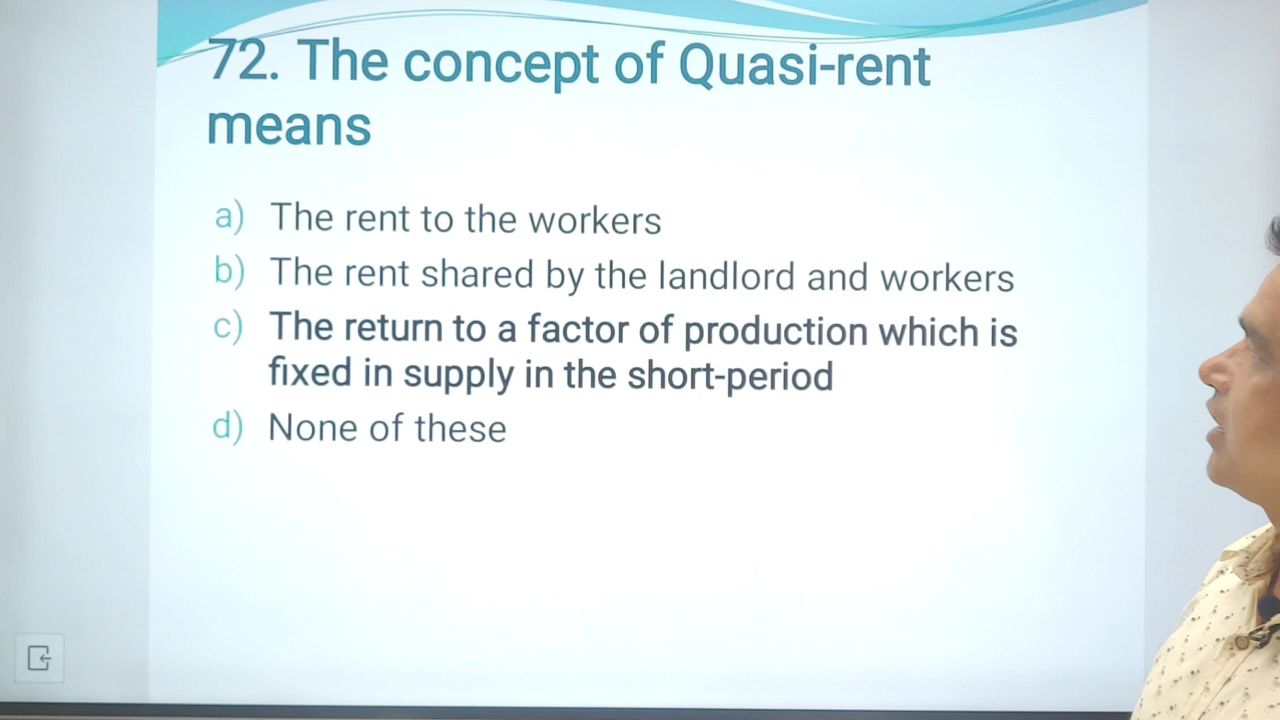 72. The concept of Quasi-rent
means
a) The rent to the workers
b) The rent shared by the landlord and workers
c) The return to a factor of production which is
fixed in supply in the short-period
d) None of these